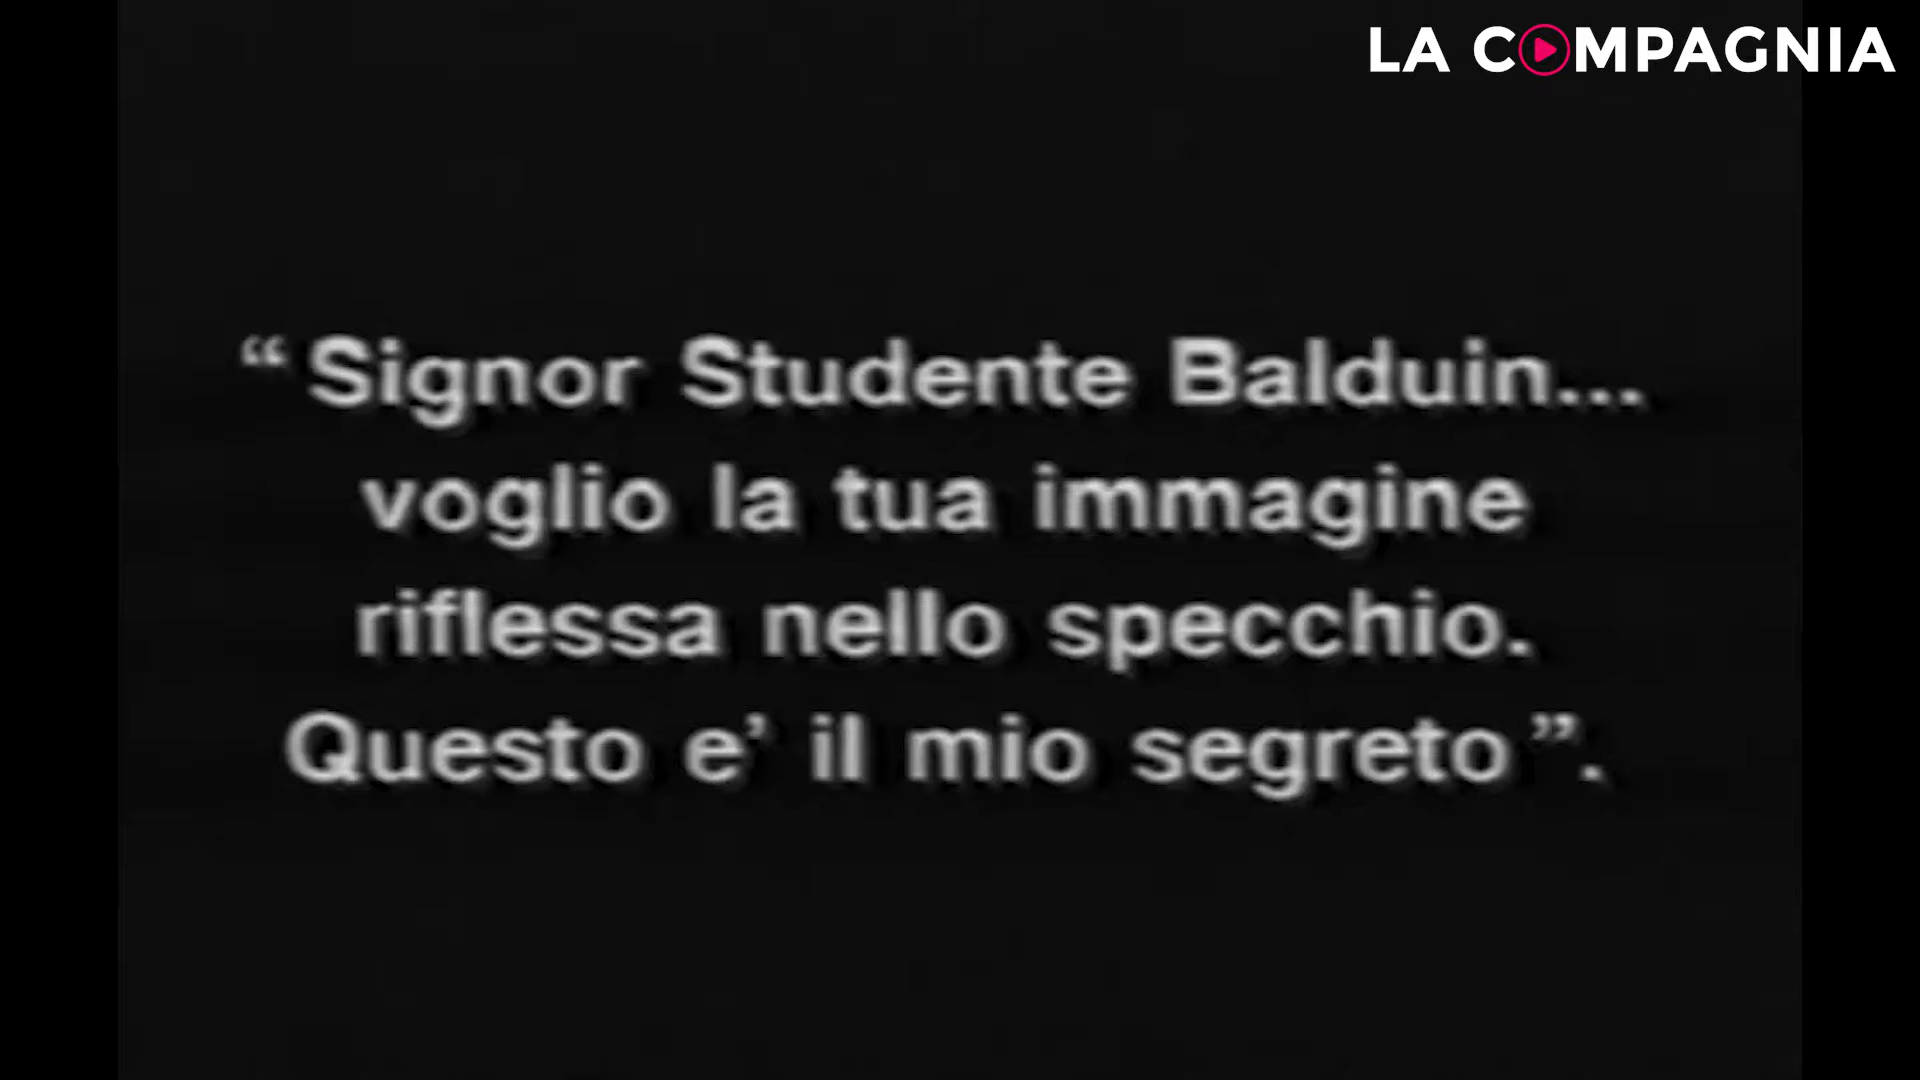 LA COMPAGNIA
“Signor Studente Balduin...
voglio la tua immagine
riflessa nello specchio.
Questo e’ il mio segreto”.